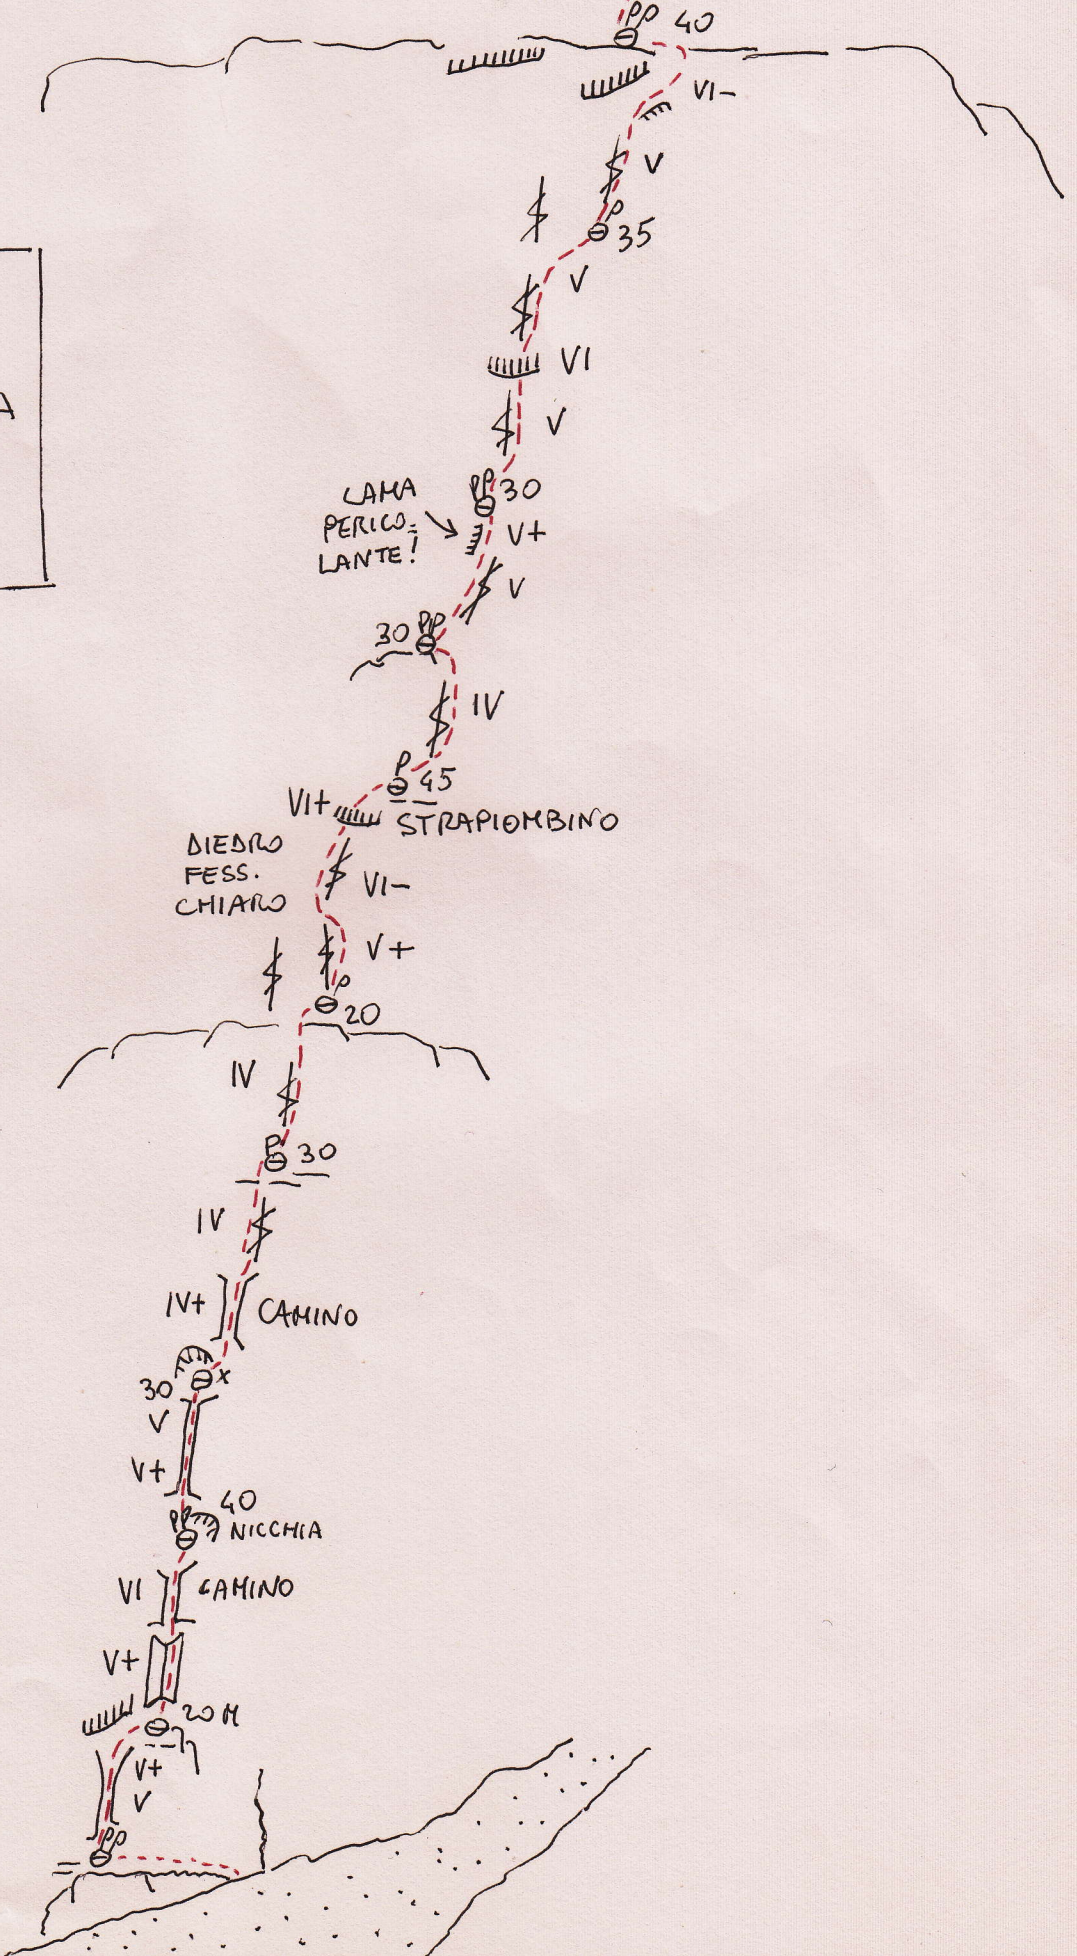 PP 40
VI-
V
P
35
V
VI
V
PP 30
LAMA
PERICO=
LANTE!
V+
V
30 PP
IV
P
45
VI+
STRAPIOMBINO
DIEDRO
FESS.
CHIARO
VI-
V+
P
20
IV
P 30
IV
IV+ CAMINO
x
30
V
V+
40
PP NICCHIA
VI CAMINO
V+
20 M
V+
V
PP